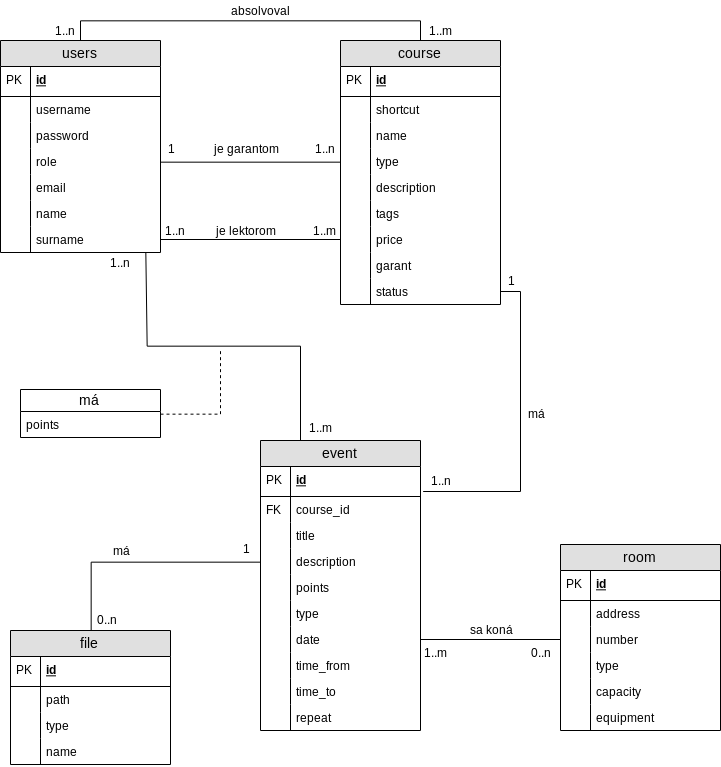 absolvoval
1..n
1..m
users
PK id
username
password
role
email
name
surname
course
PK id
shortcut
name
type
description
tags
price
garant
status
1 je garantom 1..n
1..n je lektorom 1..m
1..n
1
má
points
1..m
má
1..n
event
PK id
FK course_id
title
description
points
type
date
time_from
time_to
repeat
má 1
0..n
file
PK id
path
type
name
sa koná
1..m 0..n
room
PK id
address
number
type
capacity
equipment